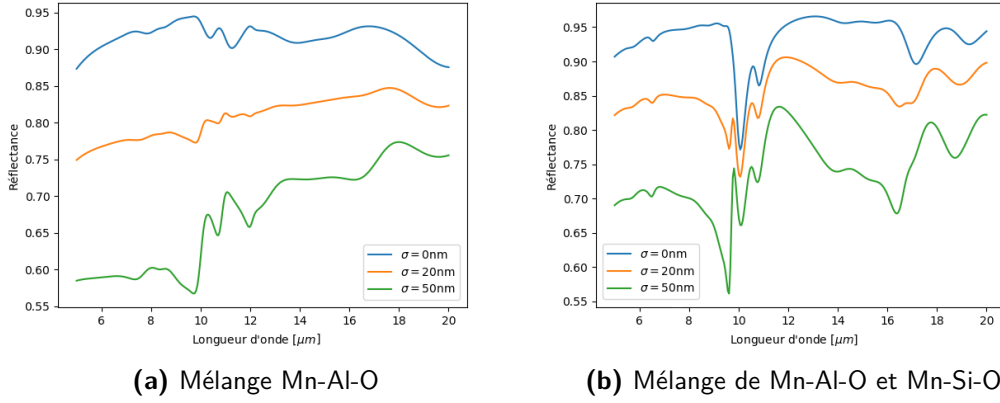 0.95
0.90
0.85
0.80
0.75
0.70
0.65
0.60
0.55
Réflectance
6 8 10 12 14 16 18 20
Longueur d'onde [μm]
σ = 0nm
σ = 20nm
σ = 50nm
(a) Mélange Mn-Al-O
0.95
0.90
0.85
0.80
0.75
0.70
0.65
0.60
0.55
Réflectance
6 8 10 12 14 16 18 20
Longueur d'onde [μm]
σ = 0nm
σ = 20nm
σ = 50nm
(b) Mélange de Mn-Al-O et Mn-Si-O